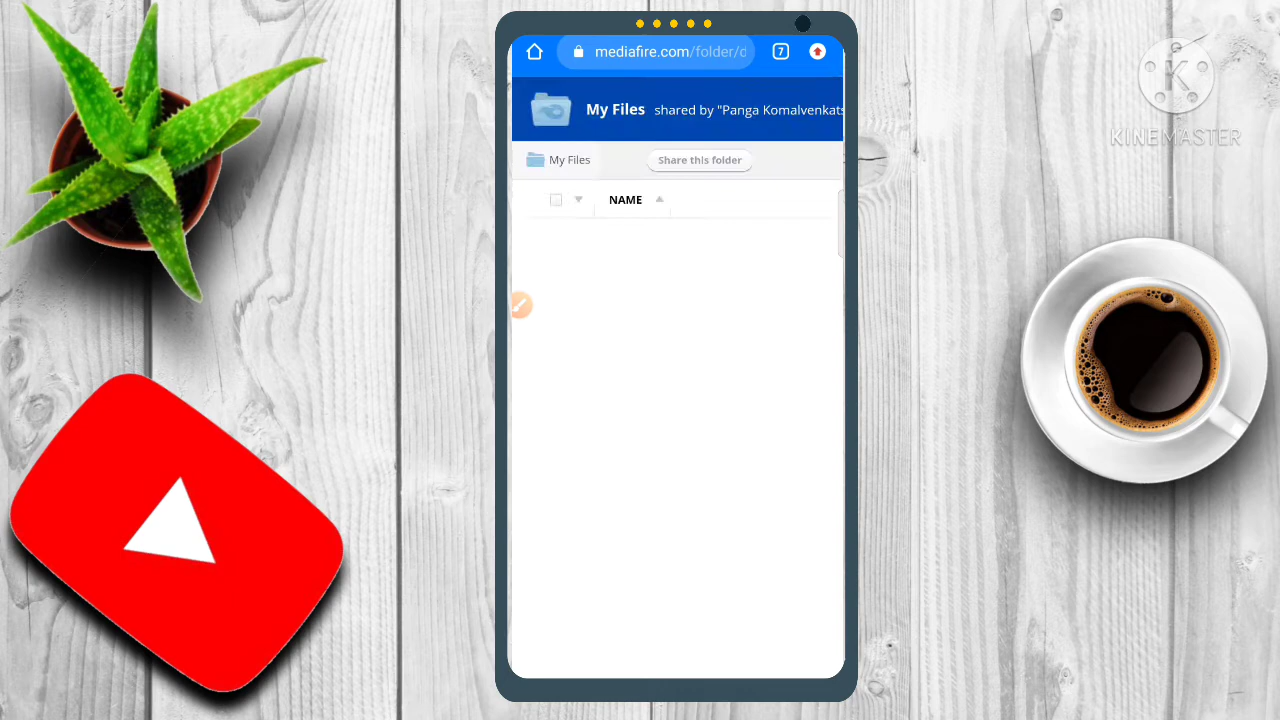 mediafire.com/folder/d
7
My Files shared by "Panga Komalvenkats
My Files
Share this folder
NAME
K
KINEMASTER